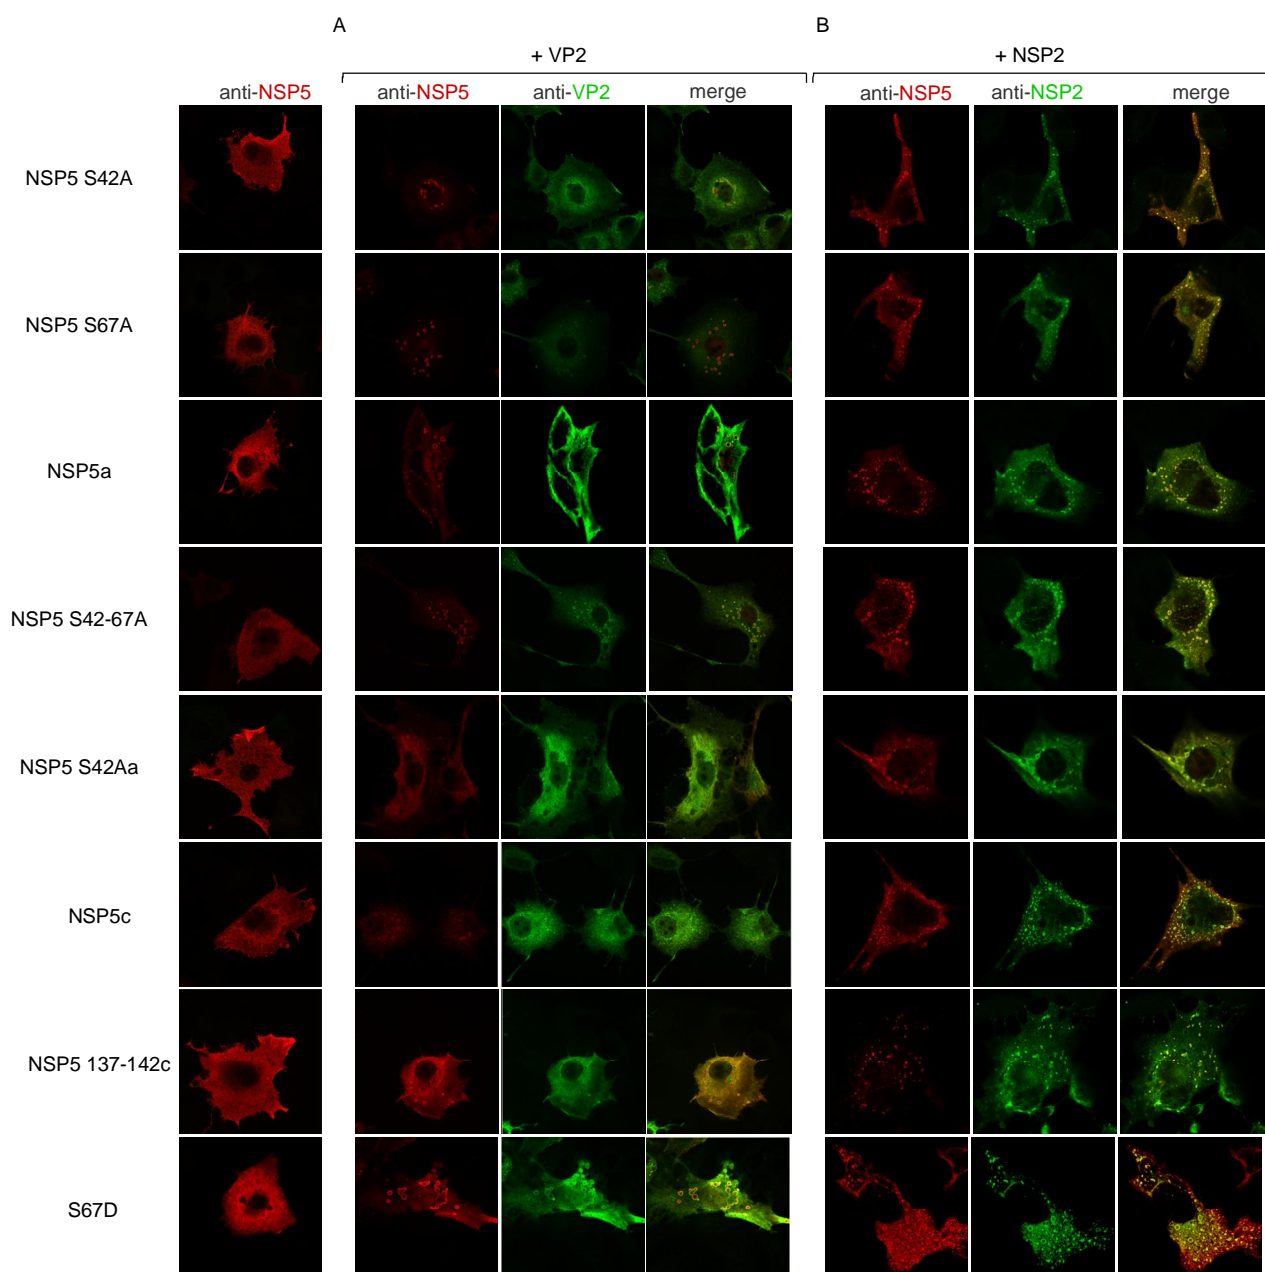 A
B
+ VP2
+ NSP2
anti-NSP5
anti-NSP5
anti-VP2
merge
anti-NSP5
anti-NSP2
merge
NSP5 S42A
NSP5 S67A
NSP5a
NSP5 S42-67A
NSP5 S42Aa
NSP5c
NSP5 137-142c
S67D